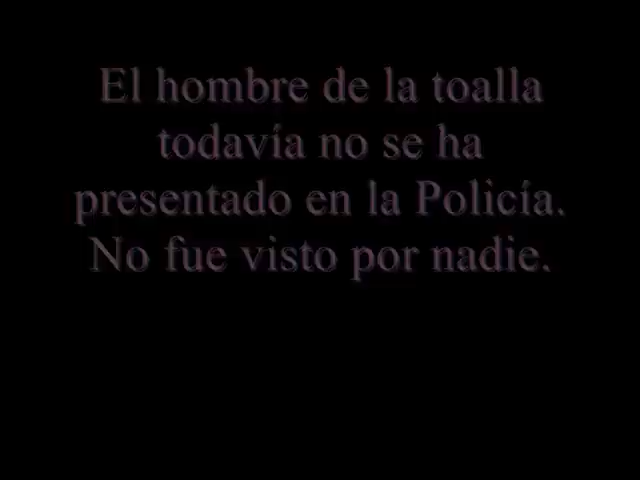 El hombre de la toalla
todavía no se ha
presentado en la Policía.
No fue visto por nadie.